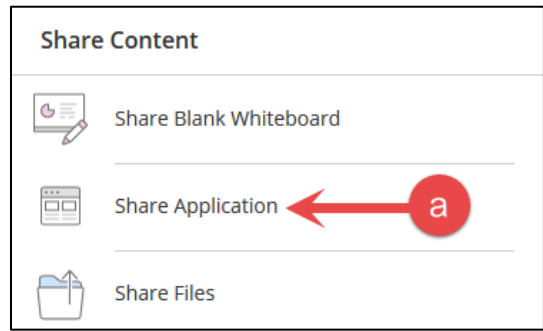 Share Content
Share Blank Whiteboard
Share Application
a
Share Files